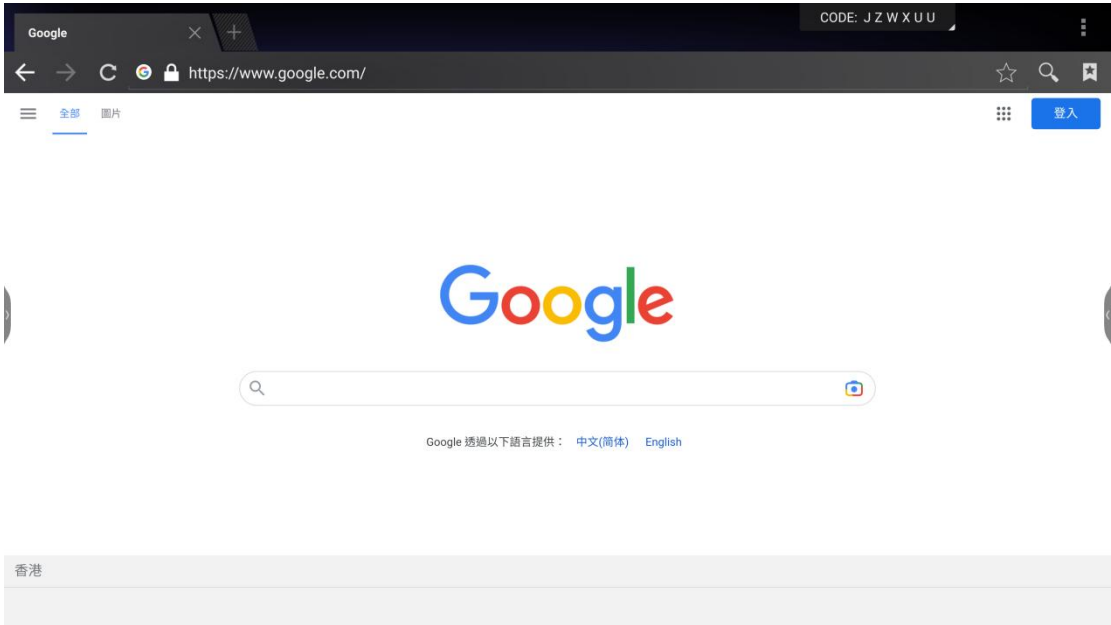 Google
CODE: J Z W X U U
https://www.google.com/
全部 圖片
登入
Google
Google 透過以下語言提供： 中文(简体) English
香港